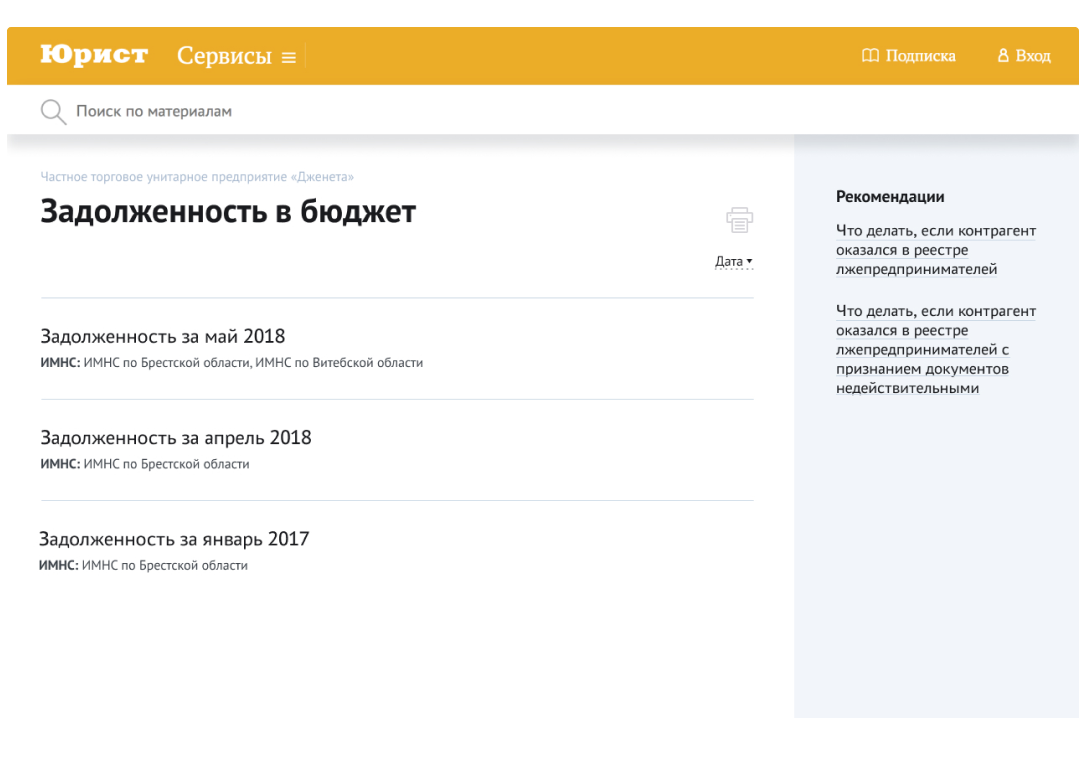 Юрист
Сервисы
Подписка
Вход
Поиск по материалам
Частное торговое унитарное предприятие «Дженета»
Задолженность в бюджет
Дата
Задолженность за май 2018
ИМНС: ИМНС по Брестской области, ИМНС по Витебской области
Задолженность за апрель 2018
ИМНС: ИМНС по Брестской области
Задолженность за январь 2017
ИМНС: ИМНС по Брестской области
Рекомендации
Что делать, если контрагент
оказался в реестре
лжепредпринимателей
Что делать, если контрагент
оказался в реестре
лжепредпринимателей с
признанием документов
недействительными